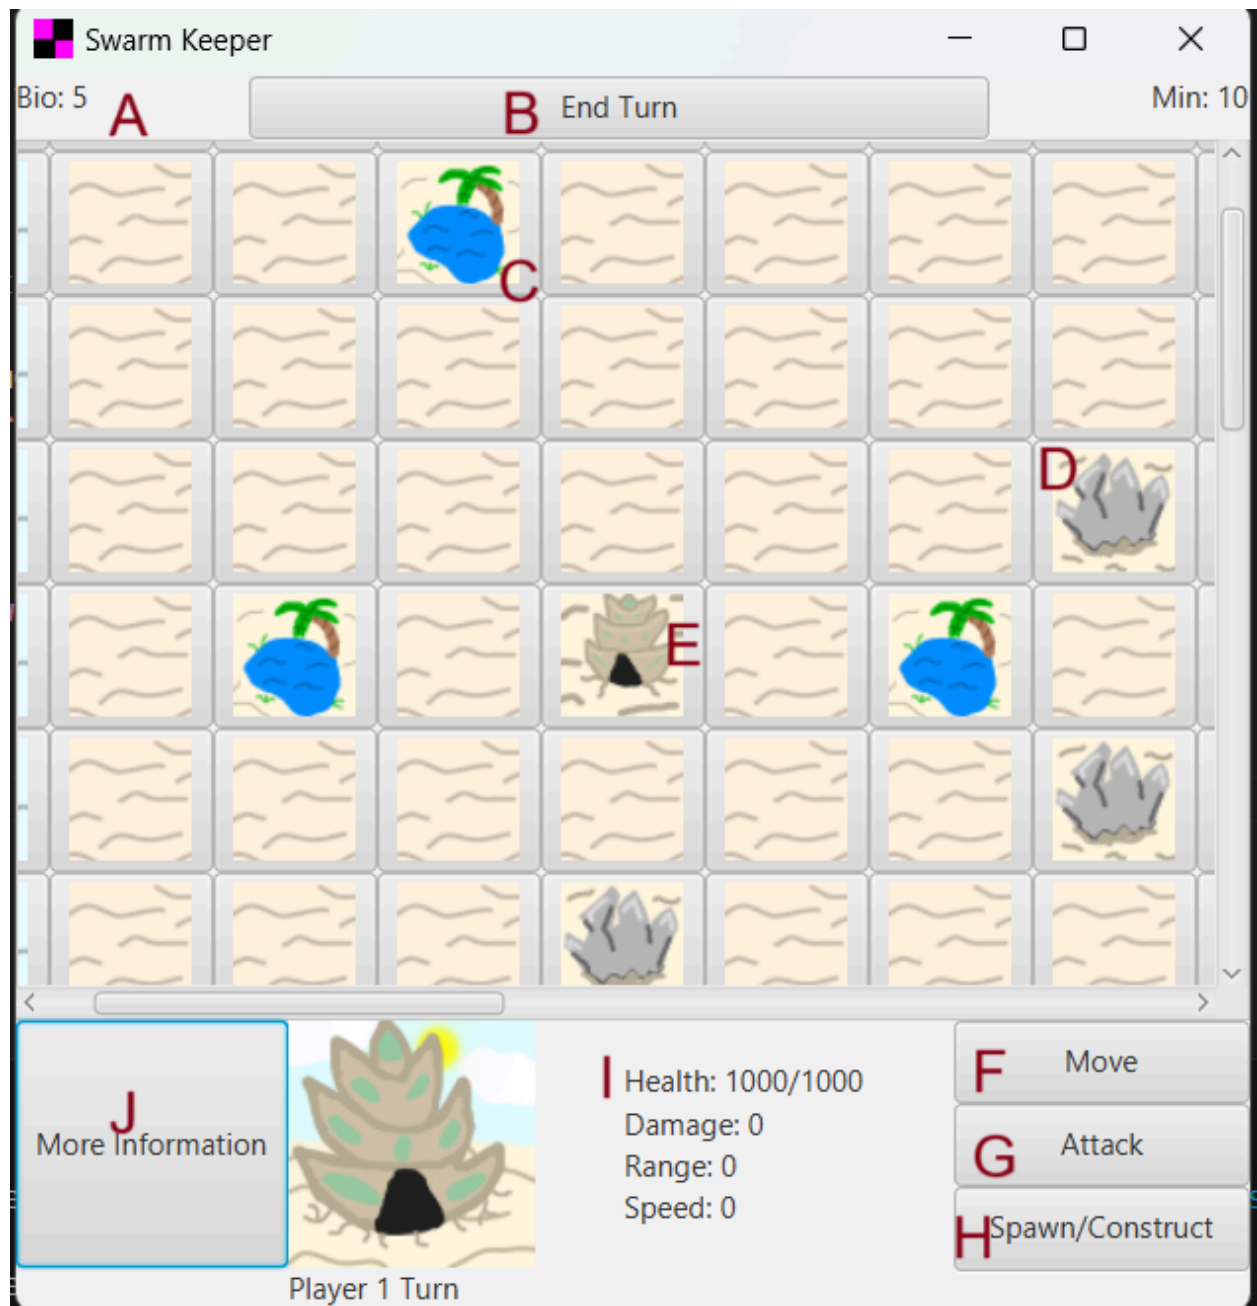 Swarm Keeper
Bio: 5 A B End Turn Min: 10
C
D
E
I Health: 1000/1000
Damage: 0
Range: 0
Speed: 0
F Move
G Attack
H Spawn/Construct
J
More Information
Player 1 Turn